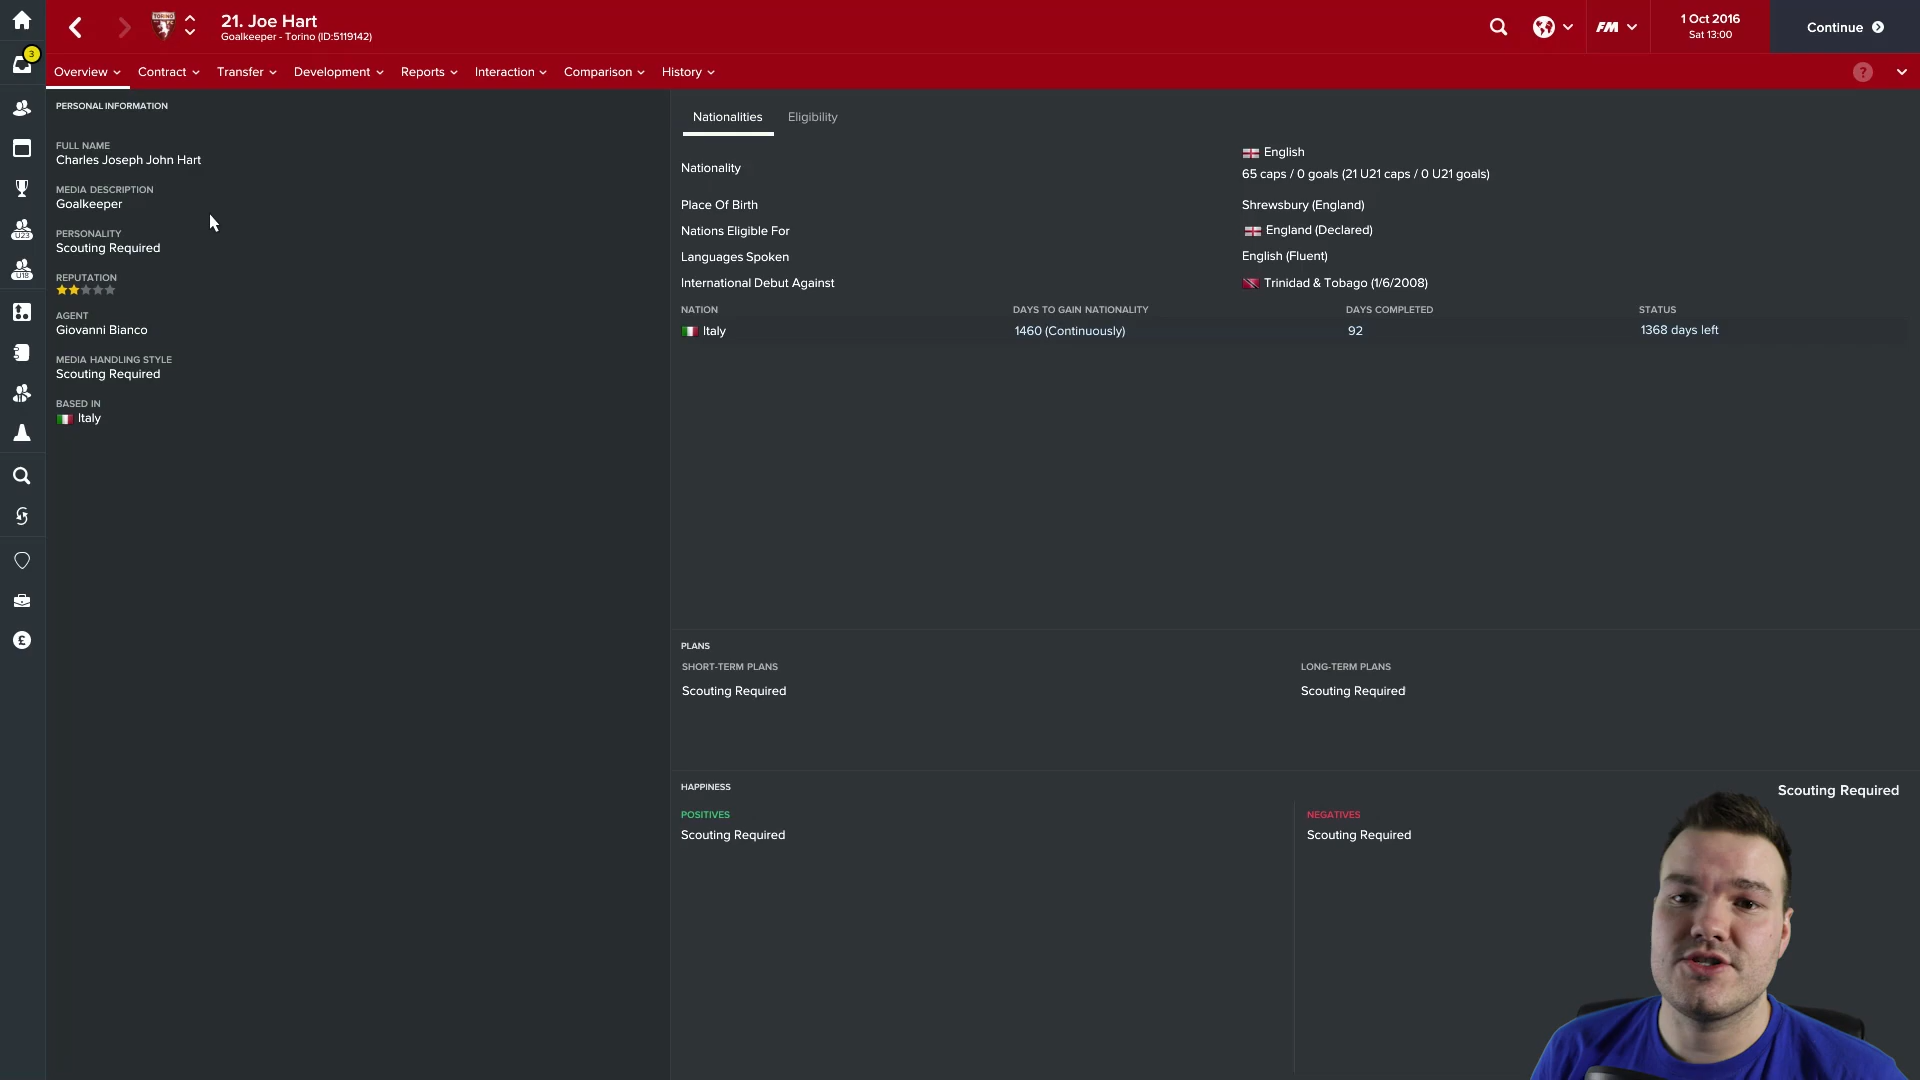 3
21. Joe Hart
Goalkeeper - Torino (ID:5119142)
FM
1 Oct 2016
Sat 13:00
Continue
Overview
Contract
Transfer
Development
Reports
Interaction
Comparison
History
?
PERSONAL INFORMATION
FULL NAME
Charles Joseph John Hart
MEDIA DESCRIPTION
Goalkeeper
PERSONALITY
Scouting Required
REPUTATION
AGENT
Giovanni Bianco
MEDIA HANDLING STYLE
Scouting Required
BASED IN
Italy
U23
U18
£
Nationalities
Eligibility
Nationality
English
65 caps / 0 goals (21 U21 caps / 0 U21 goals)
Place Of Birth
Shrewsbury (England)
Nations Eligible For
England (Declared)
Languages Spoken
English (Fluent)
International Debut Against
Trinidad & Tobago (1/6/2008)
NATION
DAYS TO GAIN NATIONALITY
DAYS COMPLETED
STATUS
Italy
1460 (Continuously)
92
1368 days left
PLANS
SHORT-TERM PLANS
Scouting Required
LONG-TERM PLANS
Scouting Required
HAPPINESS
Scouting Required
POSITIVES
Scouting Required
NEGATIVES
Scouting Required